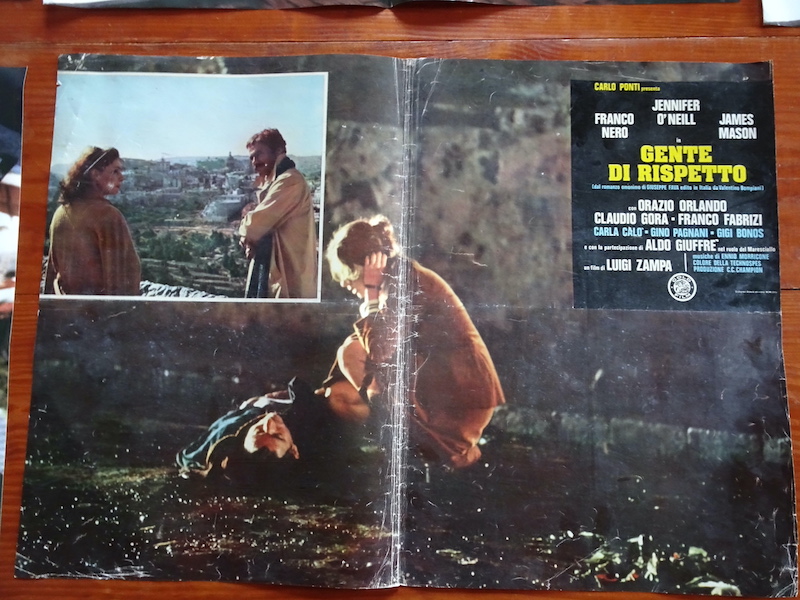 CARLO PONTI presenta
JENNIFER
FRANCO O'NEILL JAMES
NERO MASON
in
GENTE
DI RISPETTO
(dal romanzo omonimo di GIUSEPPE FAVA edito in Italia da Valentino Bompiani)
con ORAZIO ORLANDO
CLAUDIO GORA - FRANCO FABRIZI
CARLA CALO' - GINO PAGNANI - GIGI BONOS
e con la partecipazione di ALDO GIUFFRE' nel ruolo del Maresciallo
un film di LUIGI ZAMPA
musiche di ENNIO MORRICONE
COLORE DELLA TECHNOSPES
PRODUZIONE C.C. CHAMPION
GOLD
FILM